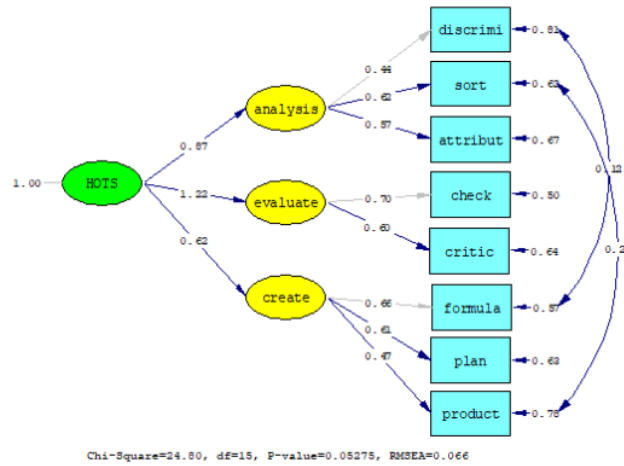 discrimi
0.81
0.44
sort
0.62
0.63
analysis
attribut
0.57
0.67
0.87
0.12
1.00
HOTS
check
0.70
0.50
1.22
evaluate
0.60
critic
0.64
0.2
0.62
create
0.66
formula
0.57
0.61
plan
0.63
0.47
product
0.78
Chi-Square=24.80, df=15, P-value=0.05275, RMSEA=0.066